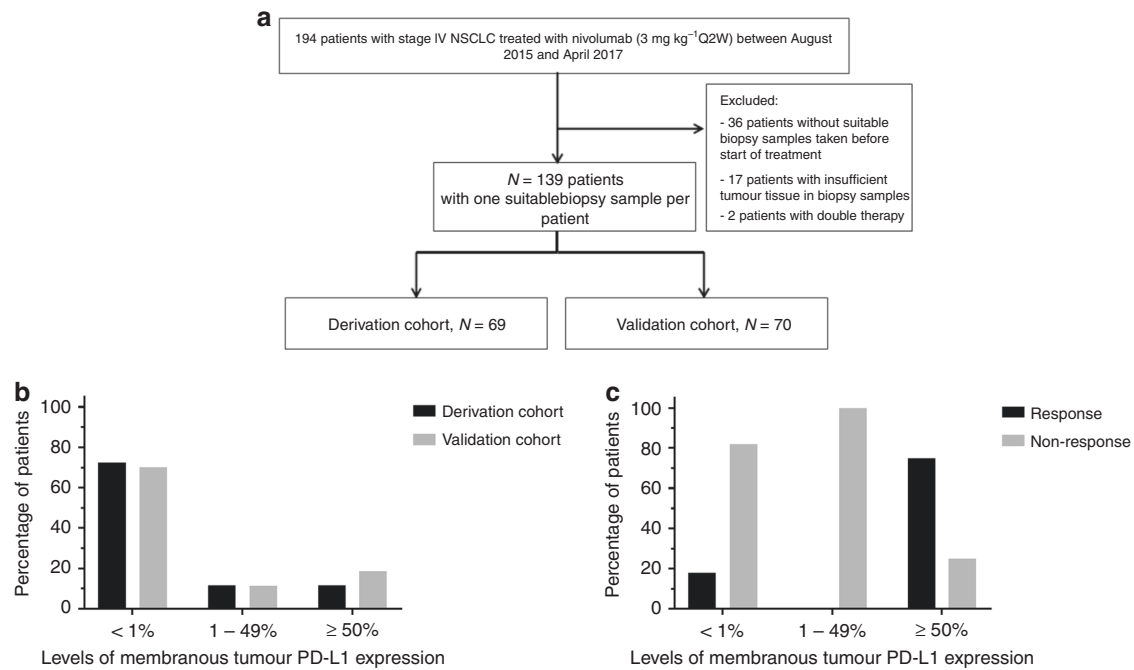 a
194 patients with stage IV NSCLC treated with nivolumab (3 mg kg⁻¹Q2W) between August
2015 and April 2017
Excluded:
- 36 patients without suitable
biopsy samples taken before
start of treatment
- 17 patients with insufficient
tumour tissue in biopsy samples
- 2 patients with double therapy
N = 139 patients
with one suitablebiopsy sample per
patient
Derivation cohort, N = 69
Validation cohort, N = 70
b
Percentage of patients
100
80
60
40
20
0
< 1%
1 – 49%
≥ 50%
Levels of membranous tumour PD-L1 expression
Derivation cohort
Validation cohort
c
Percentage of patients
100
80
60
40
20
0
< 1%
1 – 49%
≥ 50%
Levels of membranous tumour PD-L1 expression
Response
Non-response